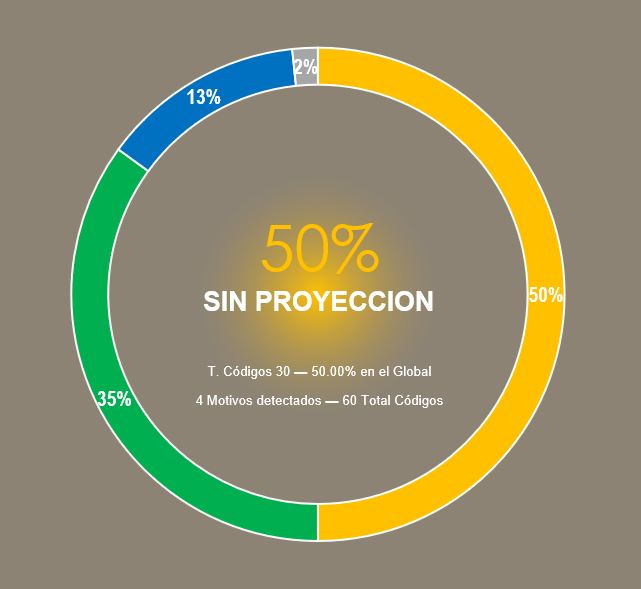 2%
13%
50%
SIN PROYECCION
50%
T. Códigos 30 — 50.00% en el Global
35%
4 Motivos detectados — 60 Total Códigos